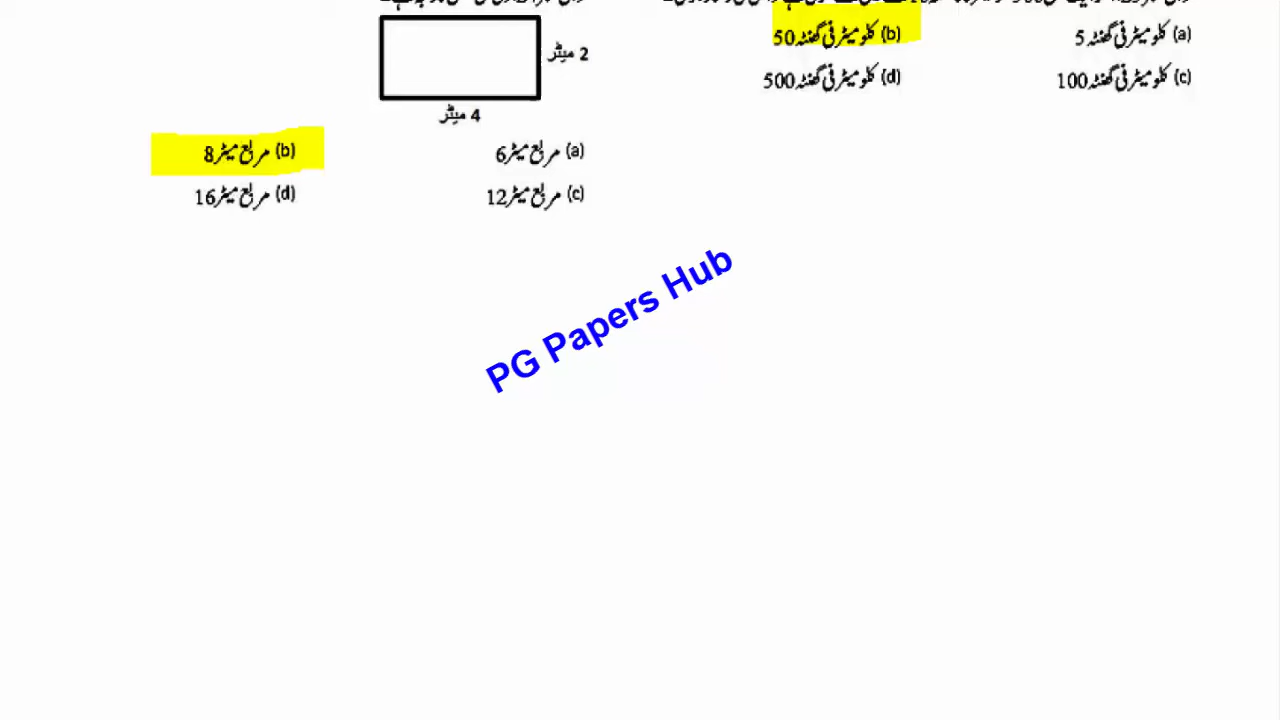 (a) کلومیٹر فی گھنٹہ 5
(b) کلومیٹر فی گھنٹہ 50
(c) کلومیٹر فی گھنٹہ 100
(d) کلومیٹر فی گھنٹہ 500
2 میٹر
4 میٹر
(a) مربع میٹر 6
(b) مربع میٹر 8
(c) مربع میٹر 12
(d) مربع میٹر 16
PG Papers Hub